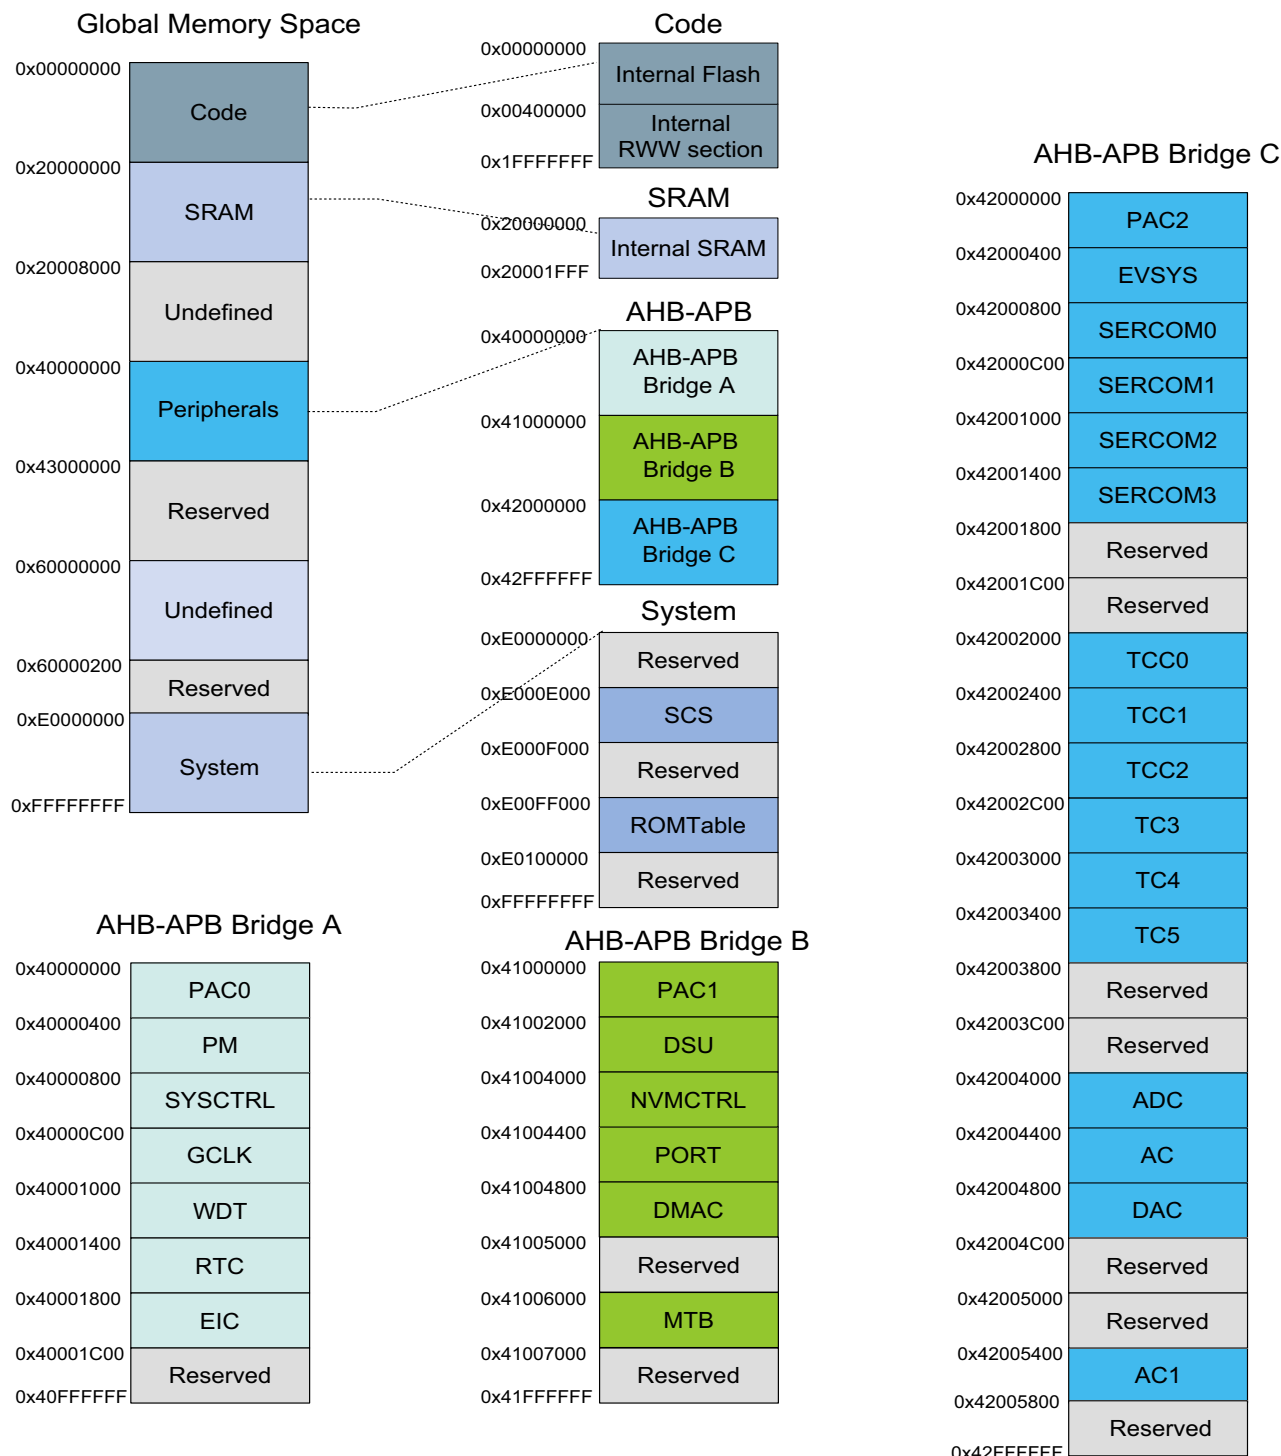 Global Memory Space
0x00000000
Code
0x20000000
SRAM
0x20008000
Undefined
0x40000000
Peripherals
0x43000000
Reserved
0x60000000
Undefined
0x60000200
Reserved
0xE0000000
System
0xFFFFFFFF
Code
0x00000000
Internal Flash
0x00400000
Internal
RWW section
0x1FFFFFFF
SRAM
0x20000000
Internal SRAM
0x20001FFF
AHB-APB
0x40000000
AHB-APB
Bridge A
0x41000000
AHB-APB
Bridge B
0x42000000
AHB-APB
Bridge C
0x42FFFFFF
System
0xE0000000
Reserved
0xE000E000
SCS
0xE000F000
Reserved
0xE00FF000
ROMTable
0xE0100000
Reserved
0xFFFFFFFF
AHB-APB Bridge A
0x40000000
PAC0
0x40000400
PM
0x40000800
SYSCTRL
0x40000C00
GCLK
0x40001000
WDT
0x40001400
RTC
0x40001800
EIC
0x40001C00
Reserved
0x40FFFFFF
AHB-APB Bridge B
0x41000000
PAC1
0x41002000
DSU
0x41004000
NVMCTRL
0x41004400
PORT
0x41004800
DMAC
0x41005000
Reserved
0x41006000
MTB
0x41007000
Reserved
0x41FFFFFF
AHB-APB Bridge C
0x42000000
PAC2
0x42000400
EVSYS
0x42000800
SERCOM0
0x42000C00
SERCOM1
0x42001000
SERCOM2
0x42001400
SERCOM3
0x42001800
Reserved
0x42001C00
Reserved
0x42002000
TCC0
0x42002400
TCC1
0x42002800
TCC2
0x42002C00
TC3
0x42003000
TC4
0x42003400
TC5
0x42003800
Reserved
0x42003C00
Reserved
0x42004000
ADC
0x42004400
AC
0x42004800
DAC
0x42004C00
Reserved
0x42005000
Reserved
0x42005400
AC1
0x42005800
Reserved
0x42FFFFFF